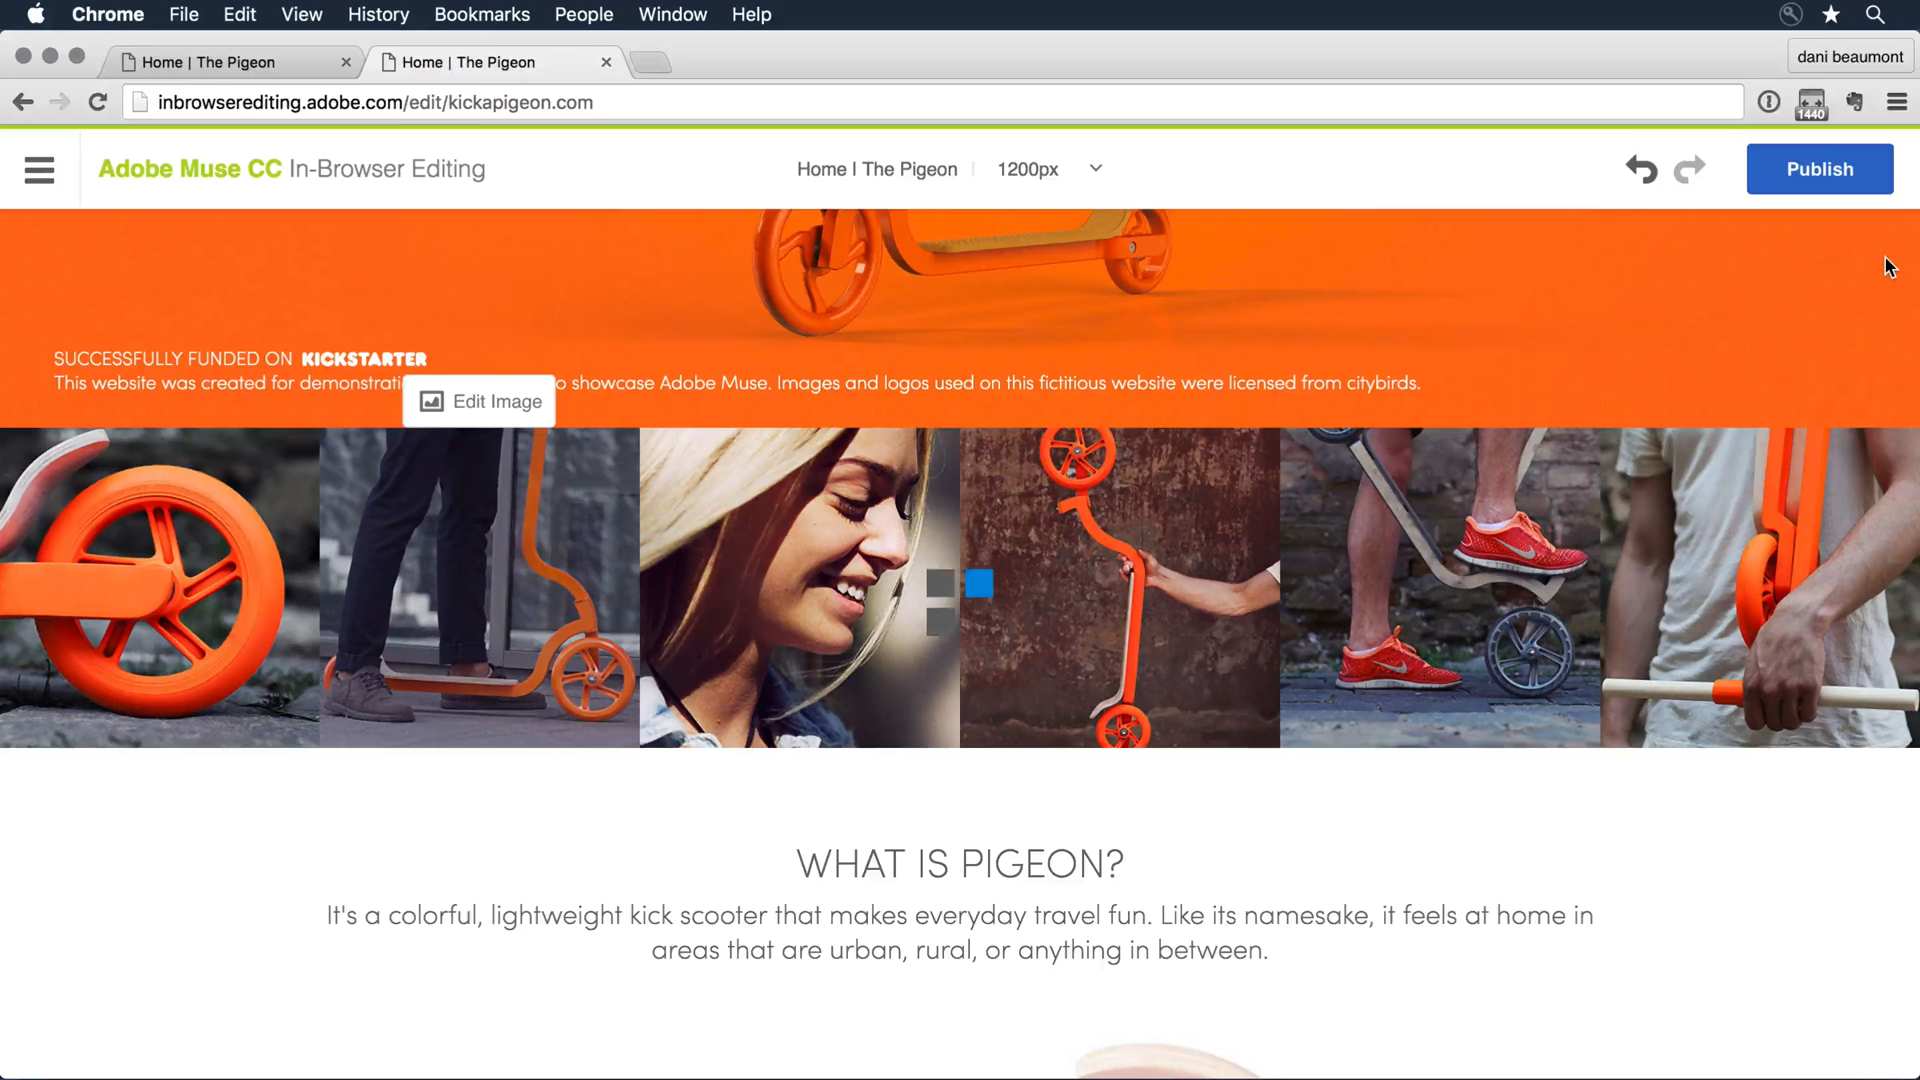 Chrome File Edit View History Bookmarks People Window Help
Home | The Pigeon
Home | The Pigeon
dani beaumont
inbrowserediting.adobe.com/edit/kickapigeon.com
1440
Adobe Muse CC In-Browser Editing
Home | The Pigeon
1200px
Publish
SUCCESSFULLY FUNDED ON KICKSTARTER
This website was created for demonstrati o showcase Adobe Muse. Images and logos used on this fictitious website were licensed from citybirds.
Edit Image
WHAT IS PIGEON?
It's a colorful, lightweight kick scooter that makes everyday travel fun. Like its namesake, it feels at home in
areas that are urban, rural, or anything in between.